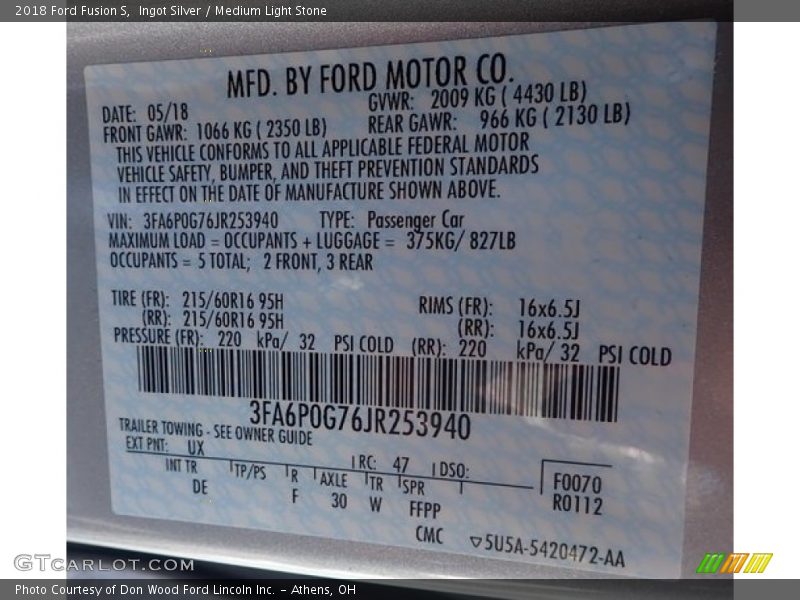 2018 Ford Fusion S,  Ingot Silver / Medium Light Stone
MFD. BY FORD MOTOR CO.
DATE: 05/18 GVWR: 2009 KG ( 4430 LB)
FRONT GAWR: 1066 KG ( 2350 LB) REAR GAWR: 966 KG ( 2130 LB)
THIS VEHICLE CONFORMS TO ALL APPLICABLE FEDERAL MOTOR
VEHICLE SAFETY, BUMPER, AND THEFT PREVENTION STANDARDS
IN EFFECT ON THE DATE OF MANUFACTURE SHOWN ABOVE.
VIN: 3FA6P0G76JR253940 TYPE: Passenger Car
MAXIMUM LOAD = OCCUPANTS + LUGGAGE = 375KG/ 827LB
OCCUPANTS = 5 TOTAL; 2 FRONT, 3 REAR
TIRE (FR): 215/60R16 95H RIMS (FR): 16x6.5J
(RR): 215/60R16 95H (RR): 16x6.5J
PRESSURE (FR): 220 kPa/ 32 PSI COLD (RR): 220 kPa/ 32 PSI COLD
3FA6P0G76JR253940
TRAILER TOWING - SEE OWNER GUIDE
EXT PNT: UX RC: 47 DSO:
INT TR TP/PS R AXLE TR SPR F0070
DE F 30 W FFPP R0112
CMC ▽5U5A-5420472-AA
GTCARLOT.COM
Photo Courtesy of Don Wood Ford Lincoln Inc. – Athens, OH